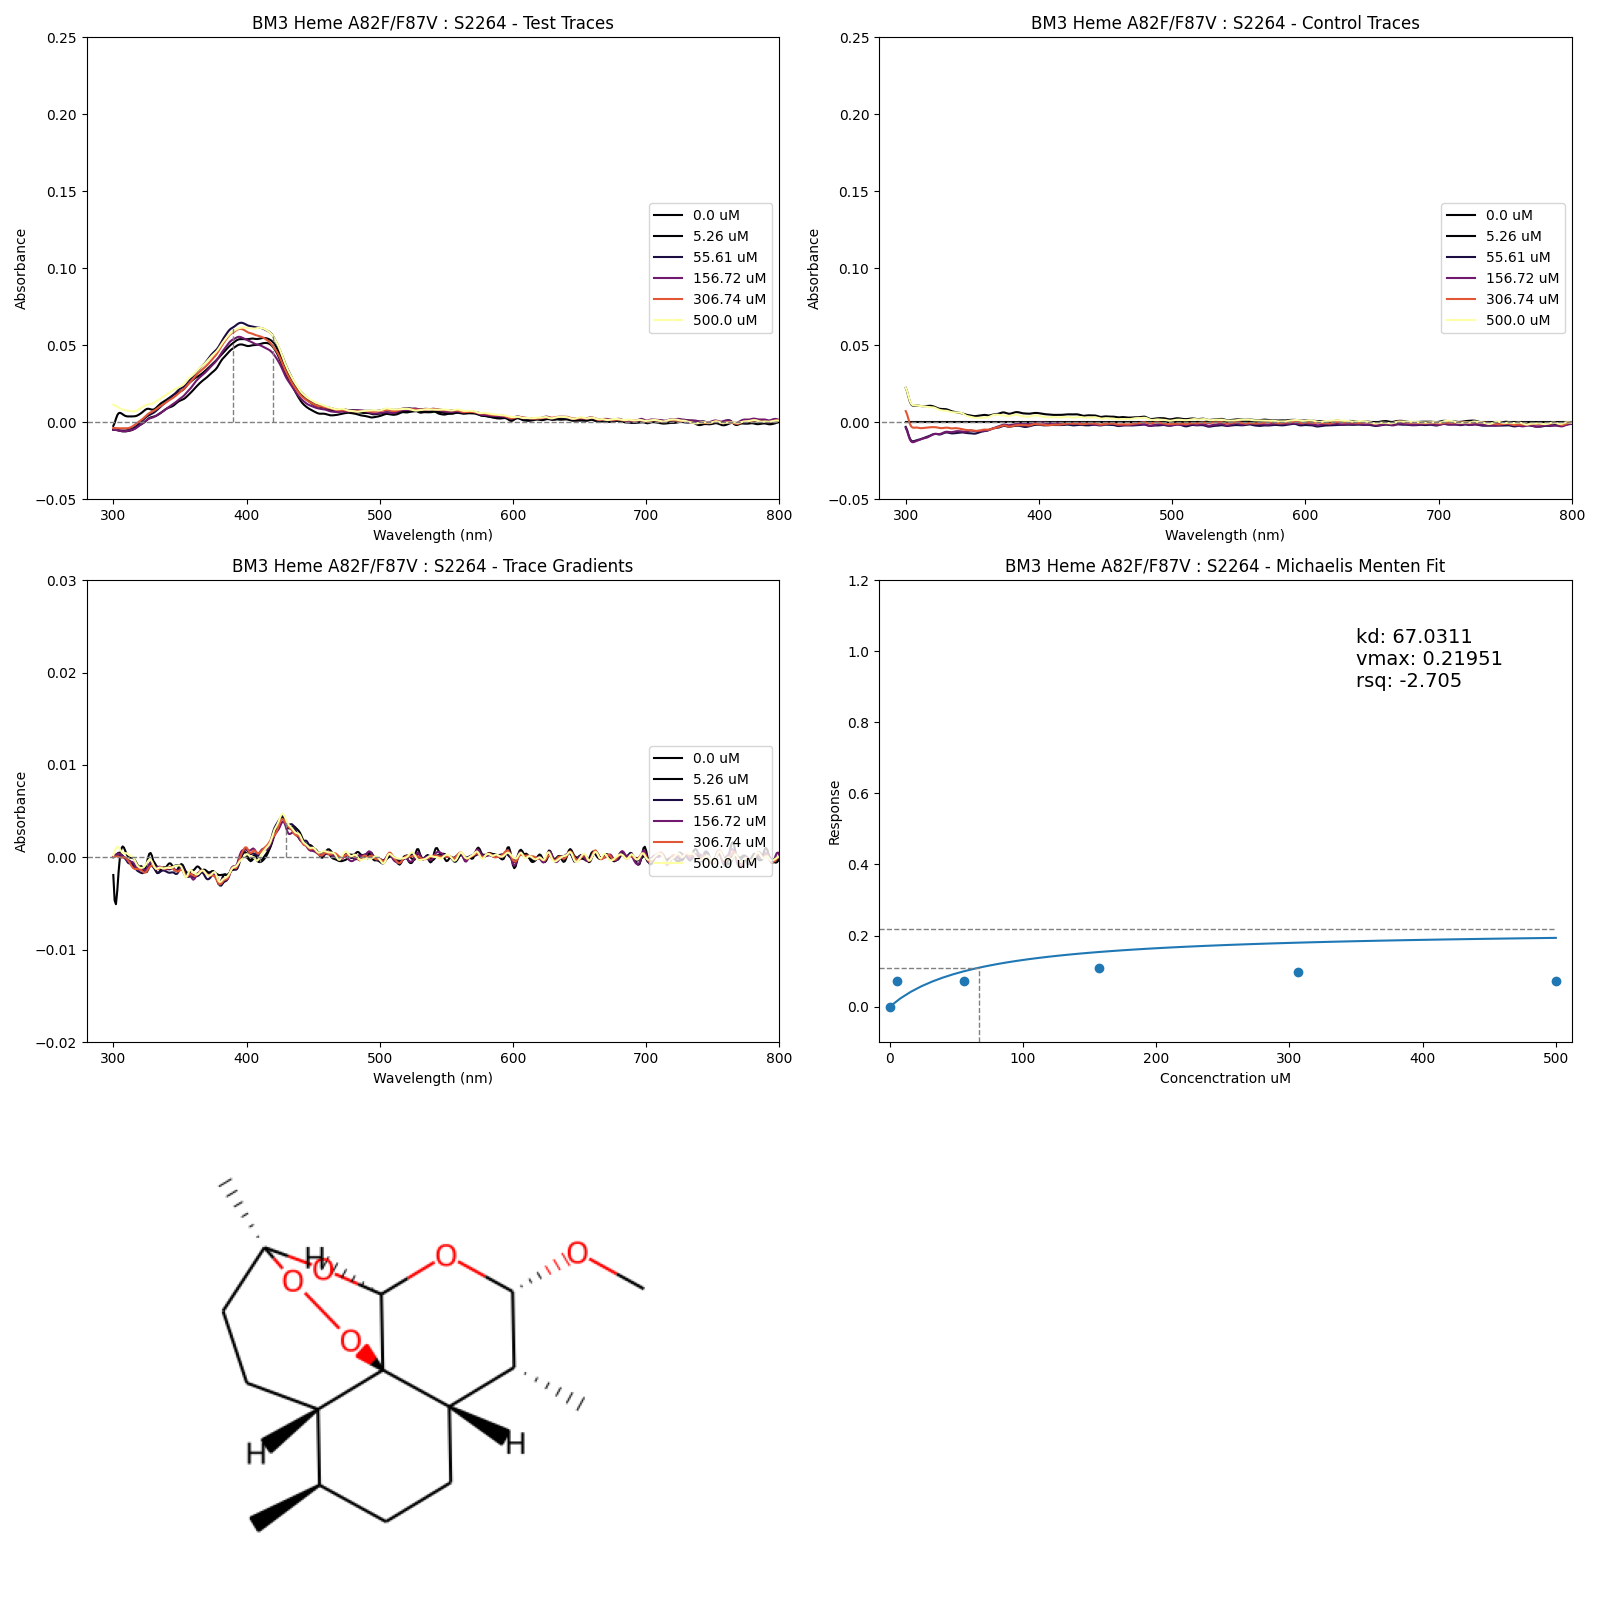 BM3 Heme A82F/F87V : S2264 - Test Traces
0.25
0.20
0.15
0.10
0.05
0.00
−0.05
Absorbance
300 400 500 600 700 800
Wavelength (nm)
0.0 uM
5.26 uM
55.61 uM
156.72 uM
306.74 uM
500.0 uM
BM3 Heme A82F/F87V : S2264 - Control Traces
0.25
0.20
0.15
0.10
0.05
0.00
−0.05
Absorbance
300 400 500 600 700 800
Wavelength (nm)
0.0 uM
5.26 uM
55.61 uM
156.72 uM
306.74 uM
500.0 uM
BM3 Heme A82F/F87V : S2264 - Trace Gradients
0.03
0.02
0.01
0.00
−0.01
−0.02
Absorbance
300 400 500 600 700 800
Wavelength (nm)
0.0 uM
5.26 uM
55.61 uM
156.72 uM
306.74 uM
500.0 uM
BM3 Heme A82F/F87V : S2264 - Michaelis Menten Fit
1.2
1.0
0.8
0.6
0.4
0.2
0.0
Response
0 100 200 300 400 500
Concenctration uM
kd: 67.0311
vmax: 0.21951
rsq: -2.705
H O O O O
O
H H